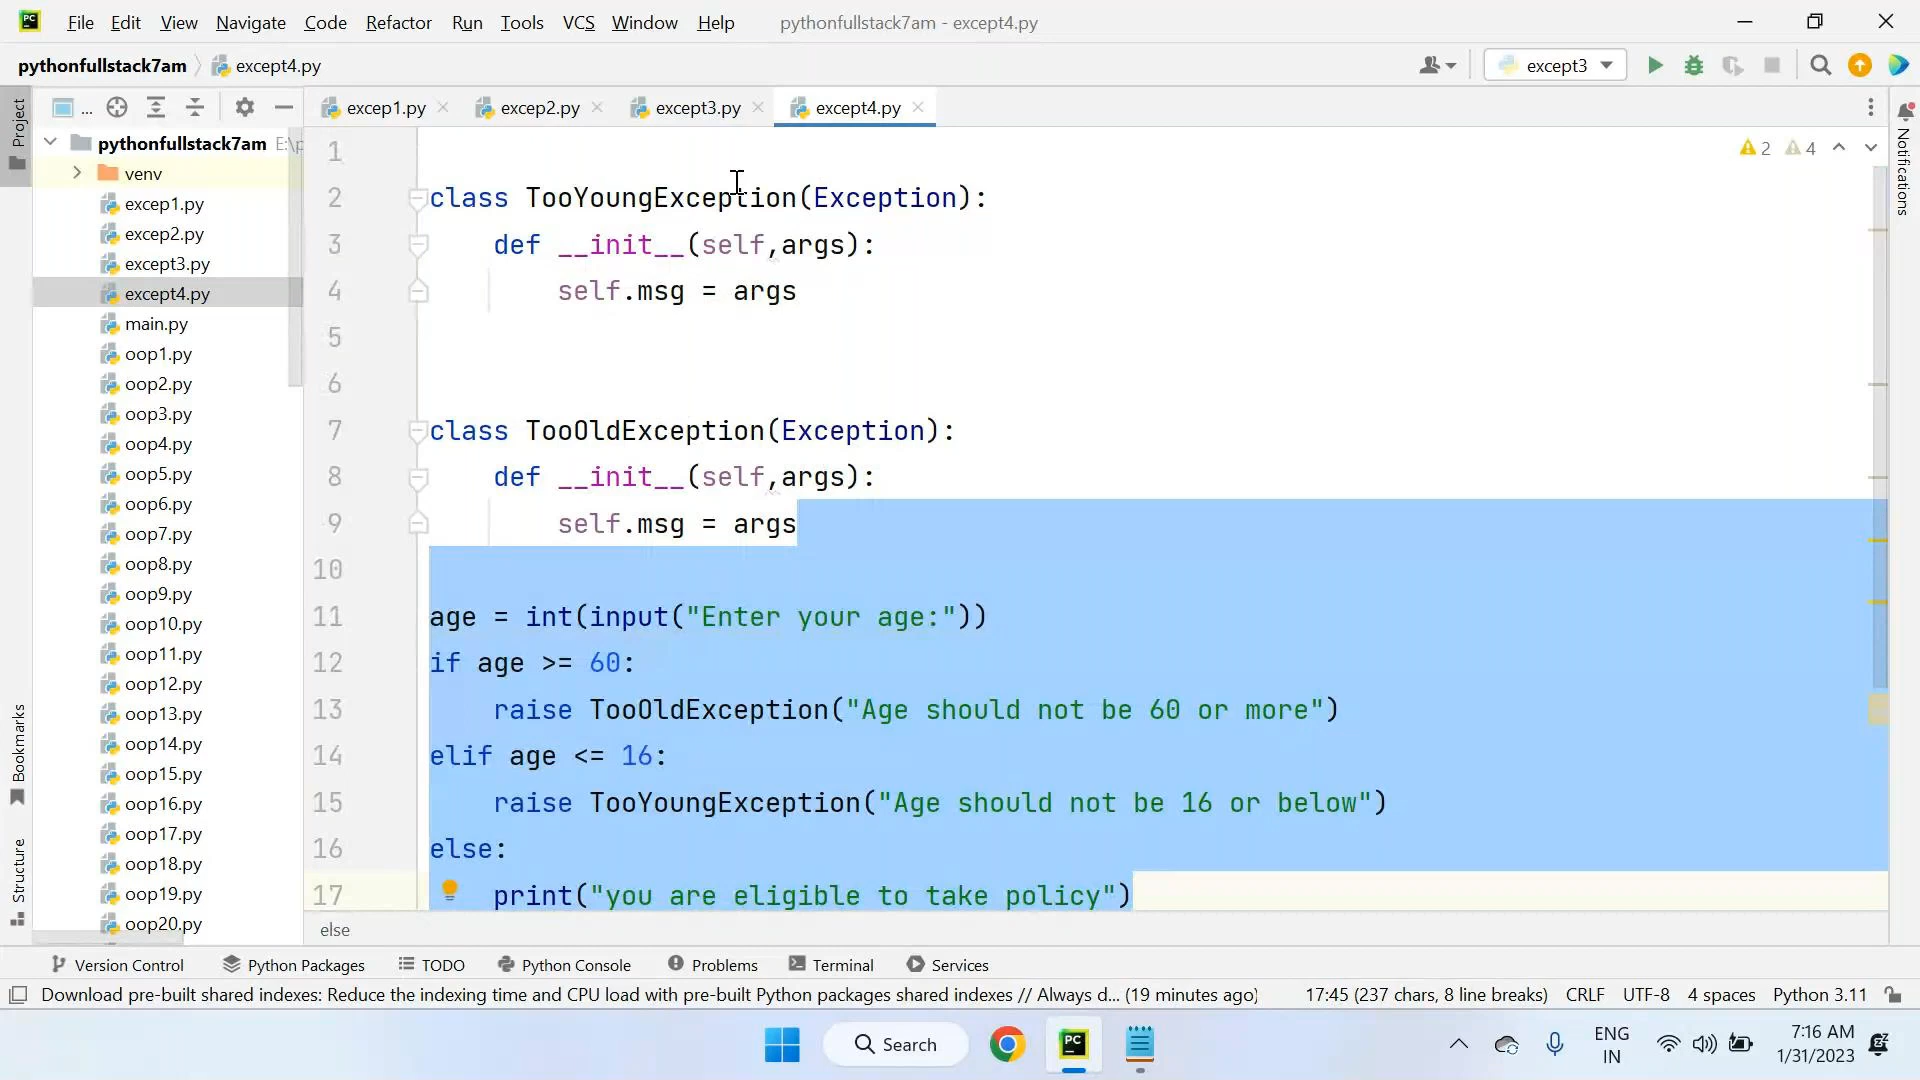 File Edit View Navigate Code Refactor Run Tools VCS Window Help pythonfullstack7am - except4.py
pythonfullstack7am except4.py except3
Project
...
excep1.py excep2.py except3.py except4.py
pythonfullstack7am E:\p
venv
excep1.py
excep2.py
except3.py
except4.py
main.py
oop1.py
oop2.py
oop3.py
oop4.py
oop5.py
oop6.py
oop7.py
oop8.py
oop9.py
oop10.py
oop11.py
oop12.py
oop13.py
oop14.py
oop15.py
oop16.py
oop17.py
oop18.py
oop19.py
oop20.py
Bookmarks
Structure
2 4
Notifications
1
2 class TooYoungException(Exception):
3 def __init__(self,args):
4 self.msg = args
5
6
7 class TooOldException(Exception):
8 def __init__(self,args):
9 self.msg = args
10
11 age = int(input("Enter your age:"))
12 if age >= 60:
13 raise TooOldException("Age should not be 60 or more")
14 elif age <= 16:
15 raise TooYoungException("Age should not be 16 or below")
16 else:
17 print("you are eligible to take policy")
else
Version Control Python Packages TODO Python Console Problems Terminal Services
Download pre-built shared indexes: Reduce the indexing time and CPU load with pre-built Python packages shared indexes // Always d... (19 minutes ago) 17:45 (237 chars, 8 line breaks) CRLF UTF-8 4 spaces Python 3.11
Search
ENG
IN
7:16 AM
1/31/2023